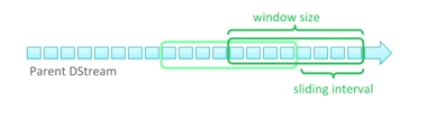 window size
Parent DStream
sliding interval